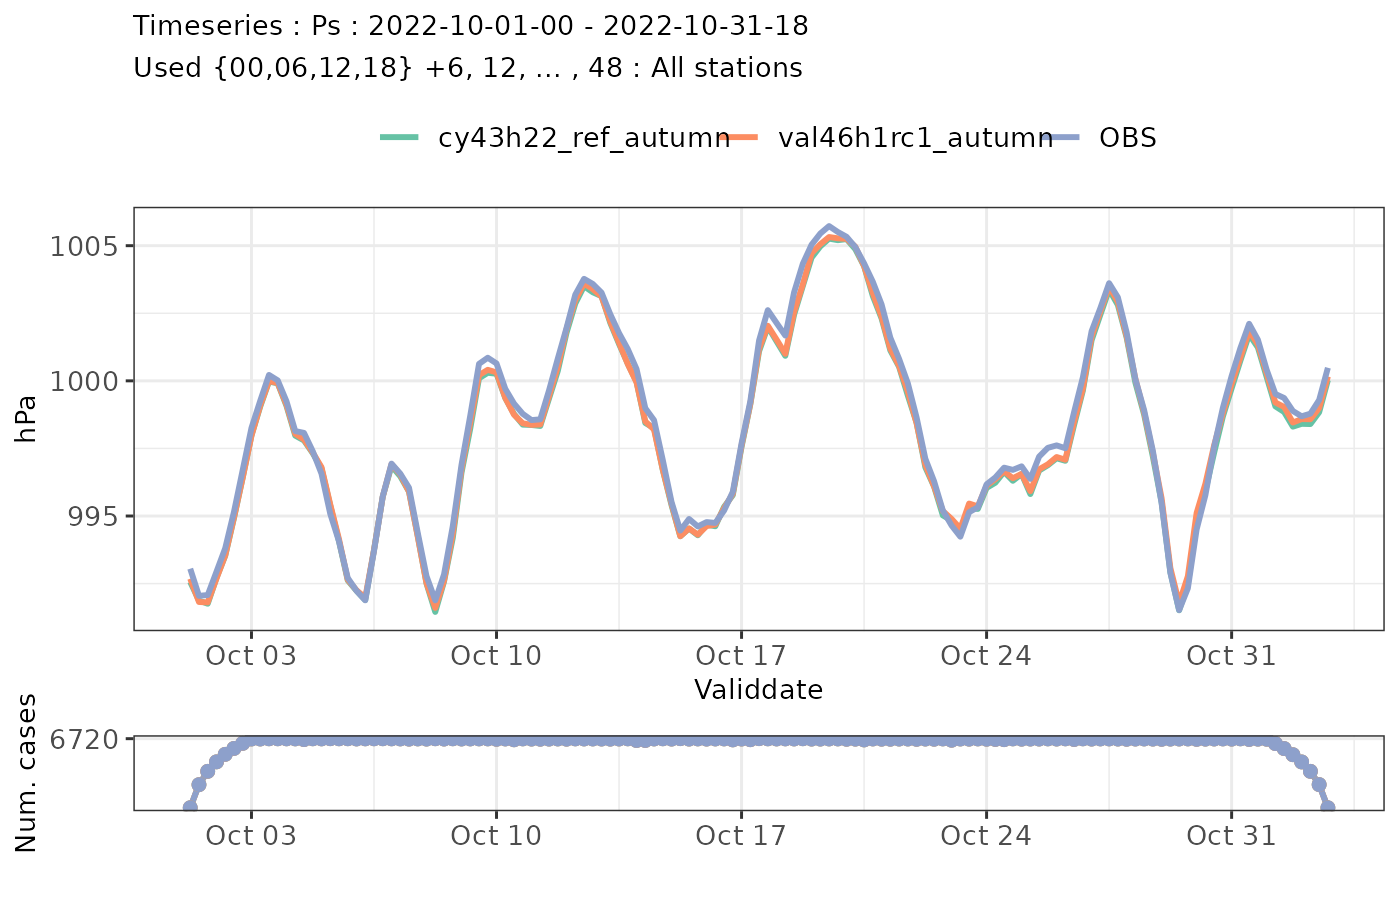 Timeseries : Ps : 2022-10-01-00 - 2022-10-31-18
Used {00,06,12,18} +6, 12, ... , 48 : All stations
cy43h22_ref_autumn val46h1rc1_autumn OBS
hPa
1005
1000
995
Oct 03 Oct 10 Oct 17 Oct 24 Oct 31
Validdate
Num. cases
6720
Oct 03 Oct 10 Oct 17 Oct 24 Oct 31